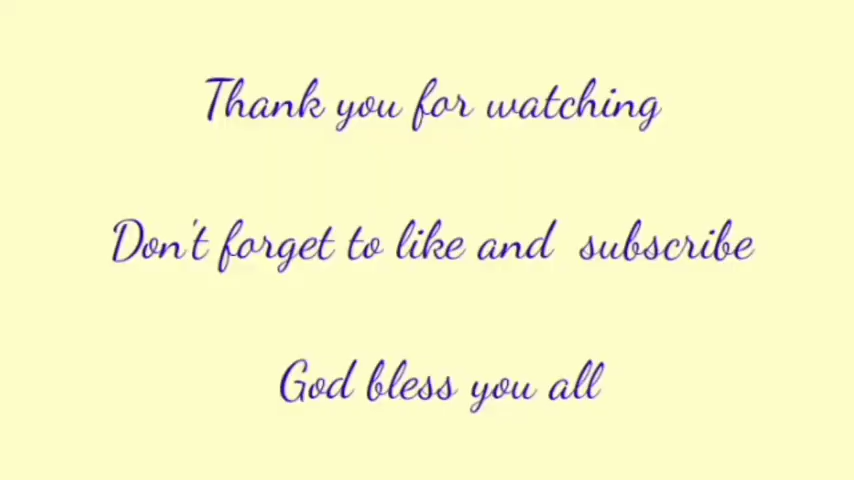 Thank you for watching
Don't forget to like and subscribe
God bless you all